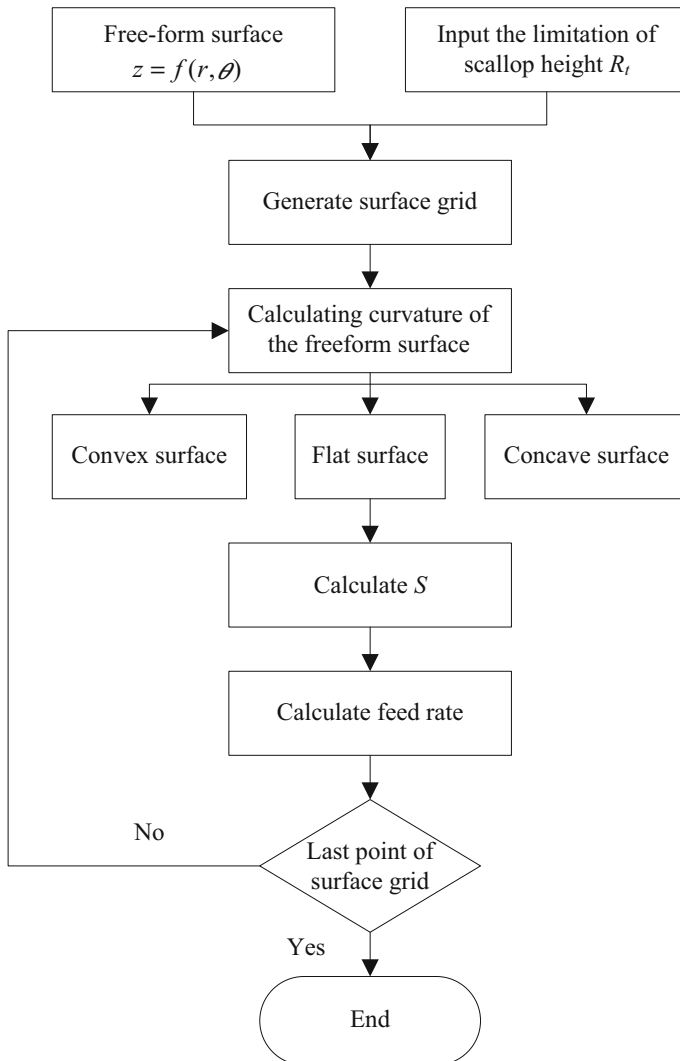 Free-form surface
z = f(r,θ)
Input the limitation of
scallop height Rₜ
Generate surface grid
Calculating curvature of
the freeform surface
Convex surface
Flat surface
Concave surface
Calculate S
Calculate feed rate
No
Last point of
surface grid
Yes
End